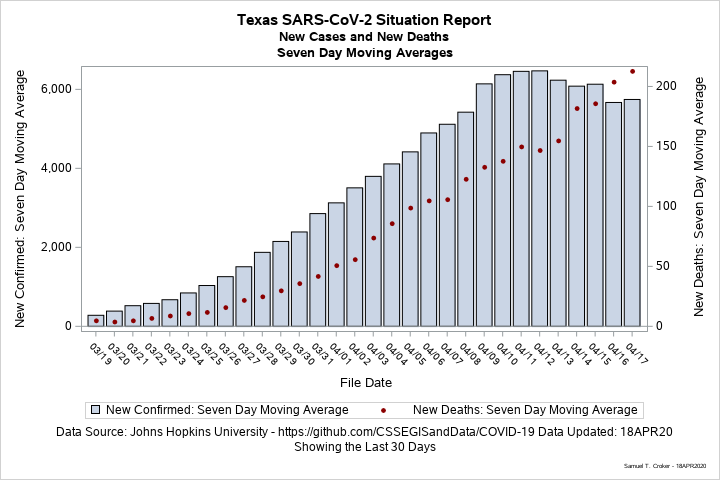 Texas SARS-CoV-2 Situation Report
New Cases and New Deaths
Seven Day Moving Averages
New Confirmed: Seven Day Moving Average
6,000
4,000
2,000
0
200
150
100
50
0
New Deaths: Seven Day Moving Average
03/19 03/20 03/21 03/22 03/23 03/24 03/25 03/26 03/27 03/28 03/29 03/30 03/31 04/01 04/02 04/03 04/04 04/05 04/06 04/07 04/08 04/09 04/10 04/11 04/12 04/13 04/14 04/15 04/16 04/17
File Date
New Confirmed: Seven Day Moving Average New Deaths: Seven Day Moving Average
Data Source: Johns Hopkins University - https://github.com/CSSEGISandData/COVID-19 Data Updated: 18APR20
Showing the Last 30 Days
Samuel T. Croker - 18APR2020